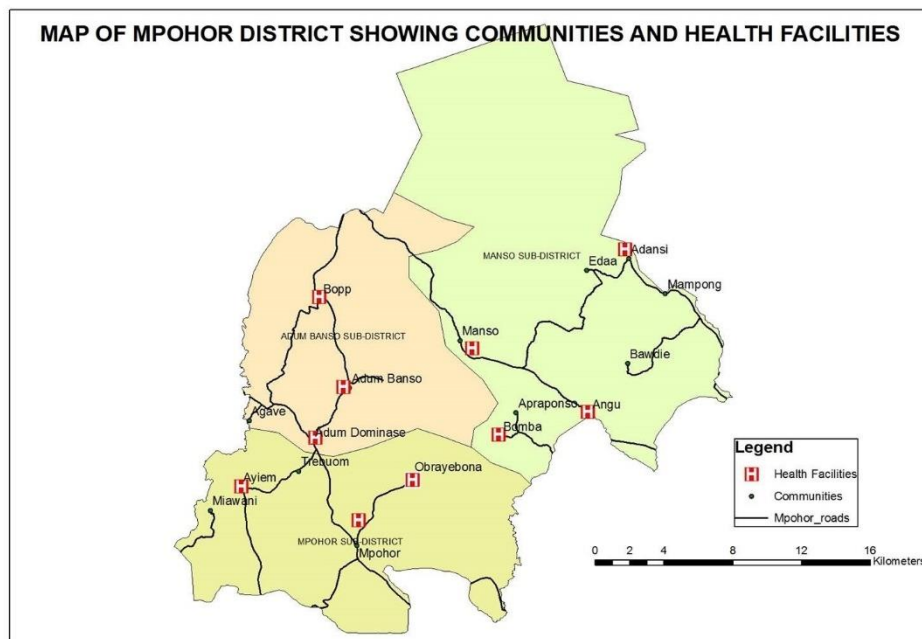 MAP OF MPOHOR DISTRICT SHOWING COMMUNITIES AND HEALTH FACILITIES
Adansi
MANSO SUB-DISTRICT
Edaa
Mampong
Bopp
ADUM BANSO SUB-DISTRICT
Manso
Bawdie
Adum Banso
Agave
Apraponso
Angu
Bomba
Adum Dominase
Trebuom
Obrayebona
Ayiem
Miawani
MPOHOR SUB-DISTRICT
Mpohor
Legend
H Health Facilities
Communities
Mpohor_roads
0 2 4 8 12 16
Kilometers